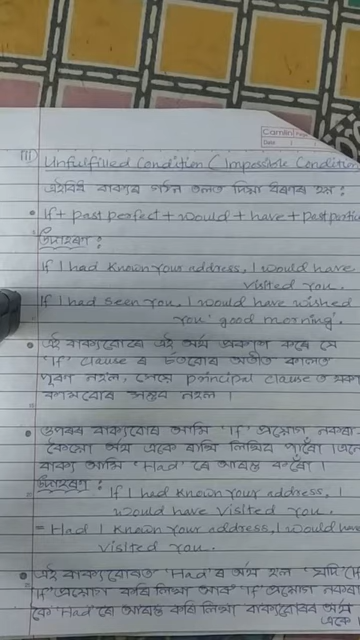 Camlin
Date
III) Unfulfilled Condition (Impossible Condition
এইবিধ বাক্যৰ গঠন তলত দিয়া ধৰণৰ হয় :
• If + past perfect + would + have + past partici
উদাহৰণ :
If I had known your address, I would have
visited you.
If I had seen you, I would have wished
you 'good morning'.
• এই বাক্যবোৰে এই অৰ্থ প্ৰকাশ কৰে যে
'If' clause ৰ চৰ্তবোৰ অতীত কালত
পূৰণ নহ'ল, সেয়ে principal clause ত
কামবোৰ সম্ভৱ নহ'ল ।
• ওপৰৰ বাক্যবোৰ আমি 'If' প্ৰয়োগ নকৰা-
কৈয়ো অৰ্থ একে ৰাখি লিখিব পাৰোঁ ।
বাক্য আমি 'Had' ৰে আৰম্ভ কৰোঁ ।
উদাহৰণ : If I had known your address, I
would have visited you.
= Had I known your address, I would have
visited you.
• এই বাক্যবোৰত 'Had' ৰ অৰ্থ হ'ল 'যদি'
'If' প্ৰয়োগ কৰি লিখা আৰু 'If' প্ৰয়োগ নকৰা-
কৈ 'Had' ৰে আৰম্ভ কৰি লিখা বাক্যবোৰৰ অৰ্থ
একে